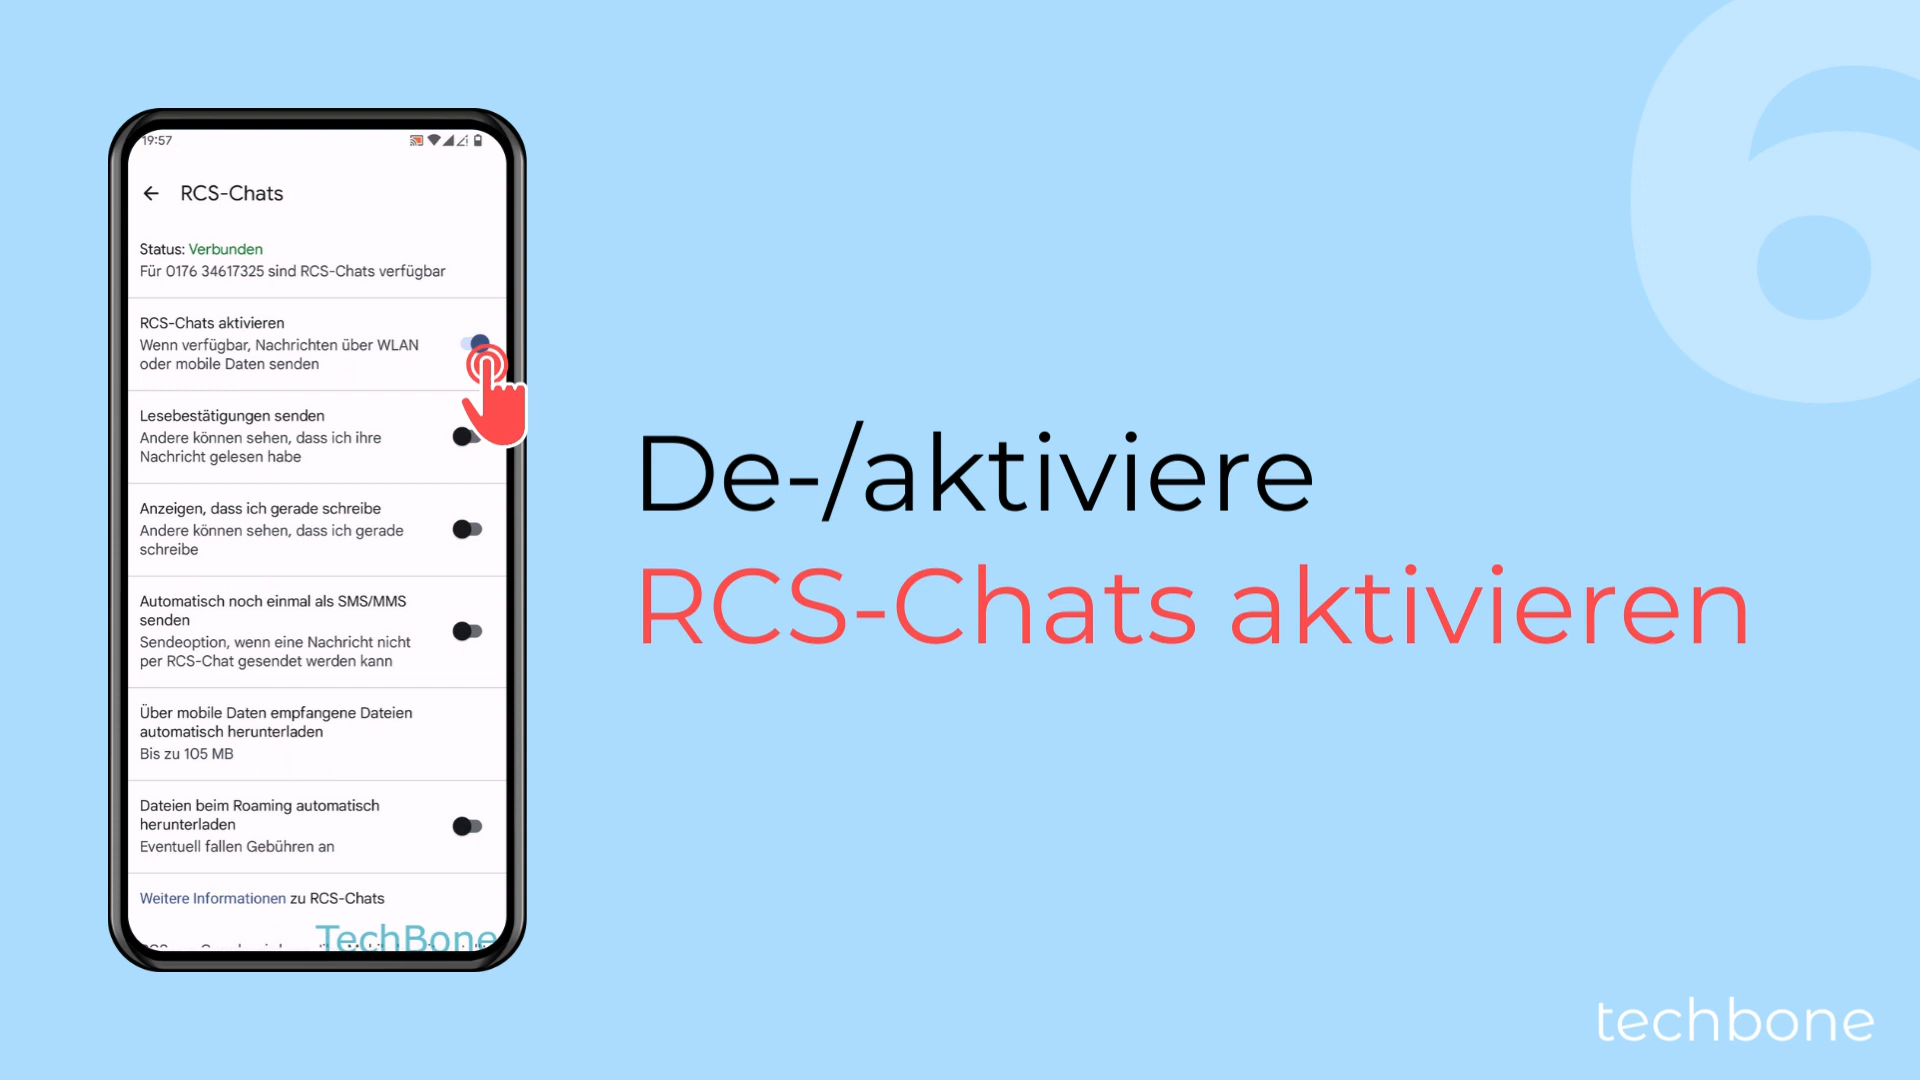 6
19:57
RCS-Chats
Status: Verbunden
Für 0176 34617325 sind RCS-Chats verfügbar
RCS-Chats aktivieren
Wenn verfügbar, Nachrichten über WLAN
oder mobile Daten senden
Lesebestätigungen senden
Andere können sehen, dass ich ihre
Nachricht gelesen habe
Anzeigen, dass ich gerade schreibe
Andere können sehen, dass ich gerade
schreibe
Automatisch noch einmal als SMS/MMS
senden
Sendeoption, wenn eine Nachricht nicht
per RCS-Chat gesendet werden kann
Über mobile Daten empfangene Dateien
automatisch herunterladen
Bis zu 105 MB
Dateien beim Roaming automatisch
herunterladen
Eventuell fallen Gebühren an
Weitere Informationen zu RCS-Chats
TechBone
De-/aktiviere
RCS-Chats aktivieren
techbone